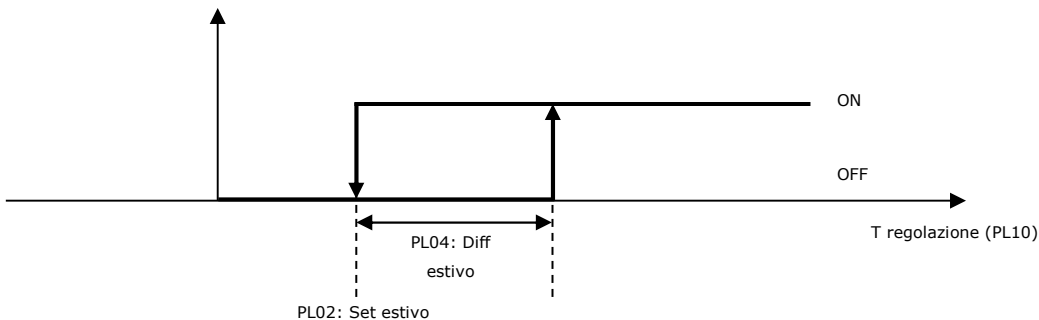 ON
OFF
T regolazione (PL10)
PL04: Diff
estivo
PL02: Set estivo